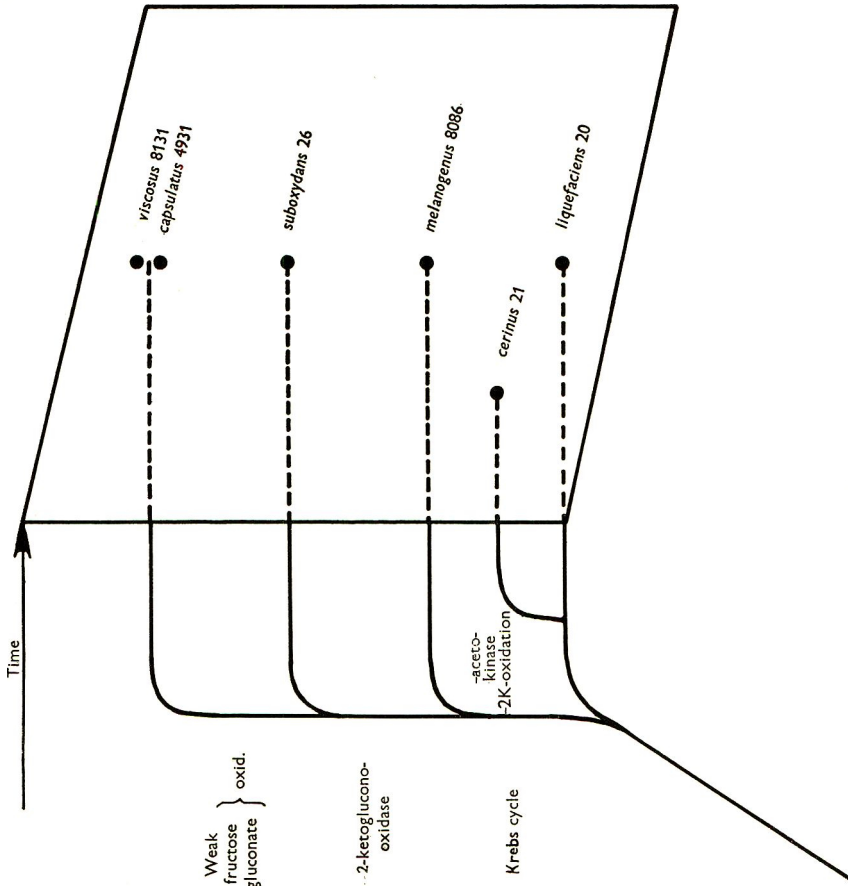 Time
viscosus 8131
capsulatus 4931
suboxydans 26
melanogenus 8086
cerinus 21
liquefaciens 20
-aceto-
kinase
-2K-oxidation
Weak
fructose
gluconate } oxid.
2-ketoglucono-
oxidase
Krebs cycle